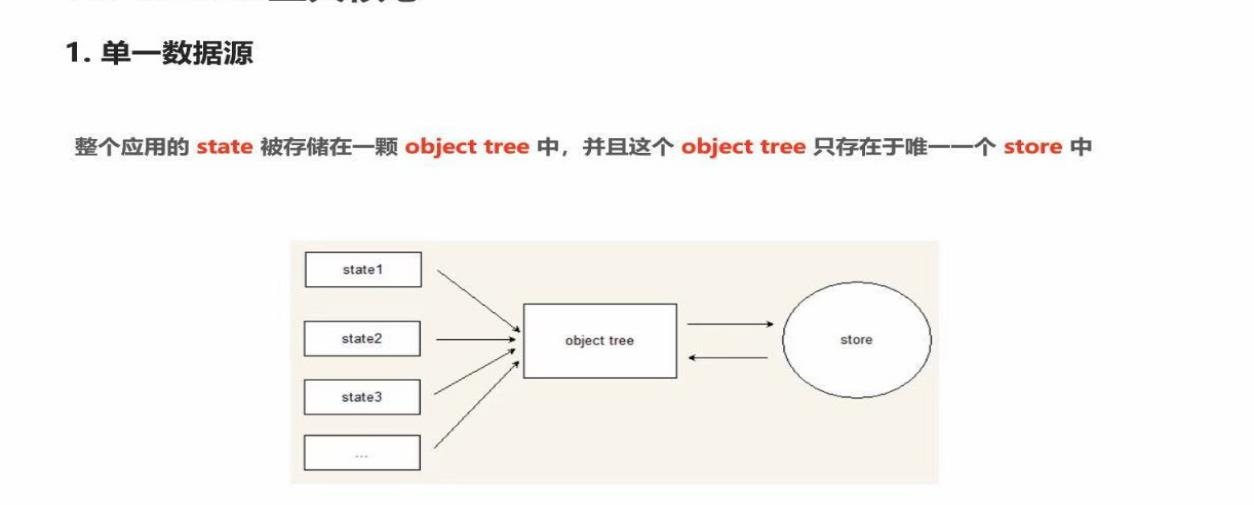 1. 单一数据源
整个应用的 state 被存储在一颗 object tree 中，并且这个 object tree 只存在于唯一一个 store 中
state1
state2
state3
...
object tree
store